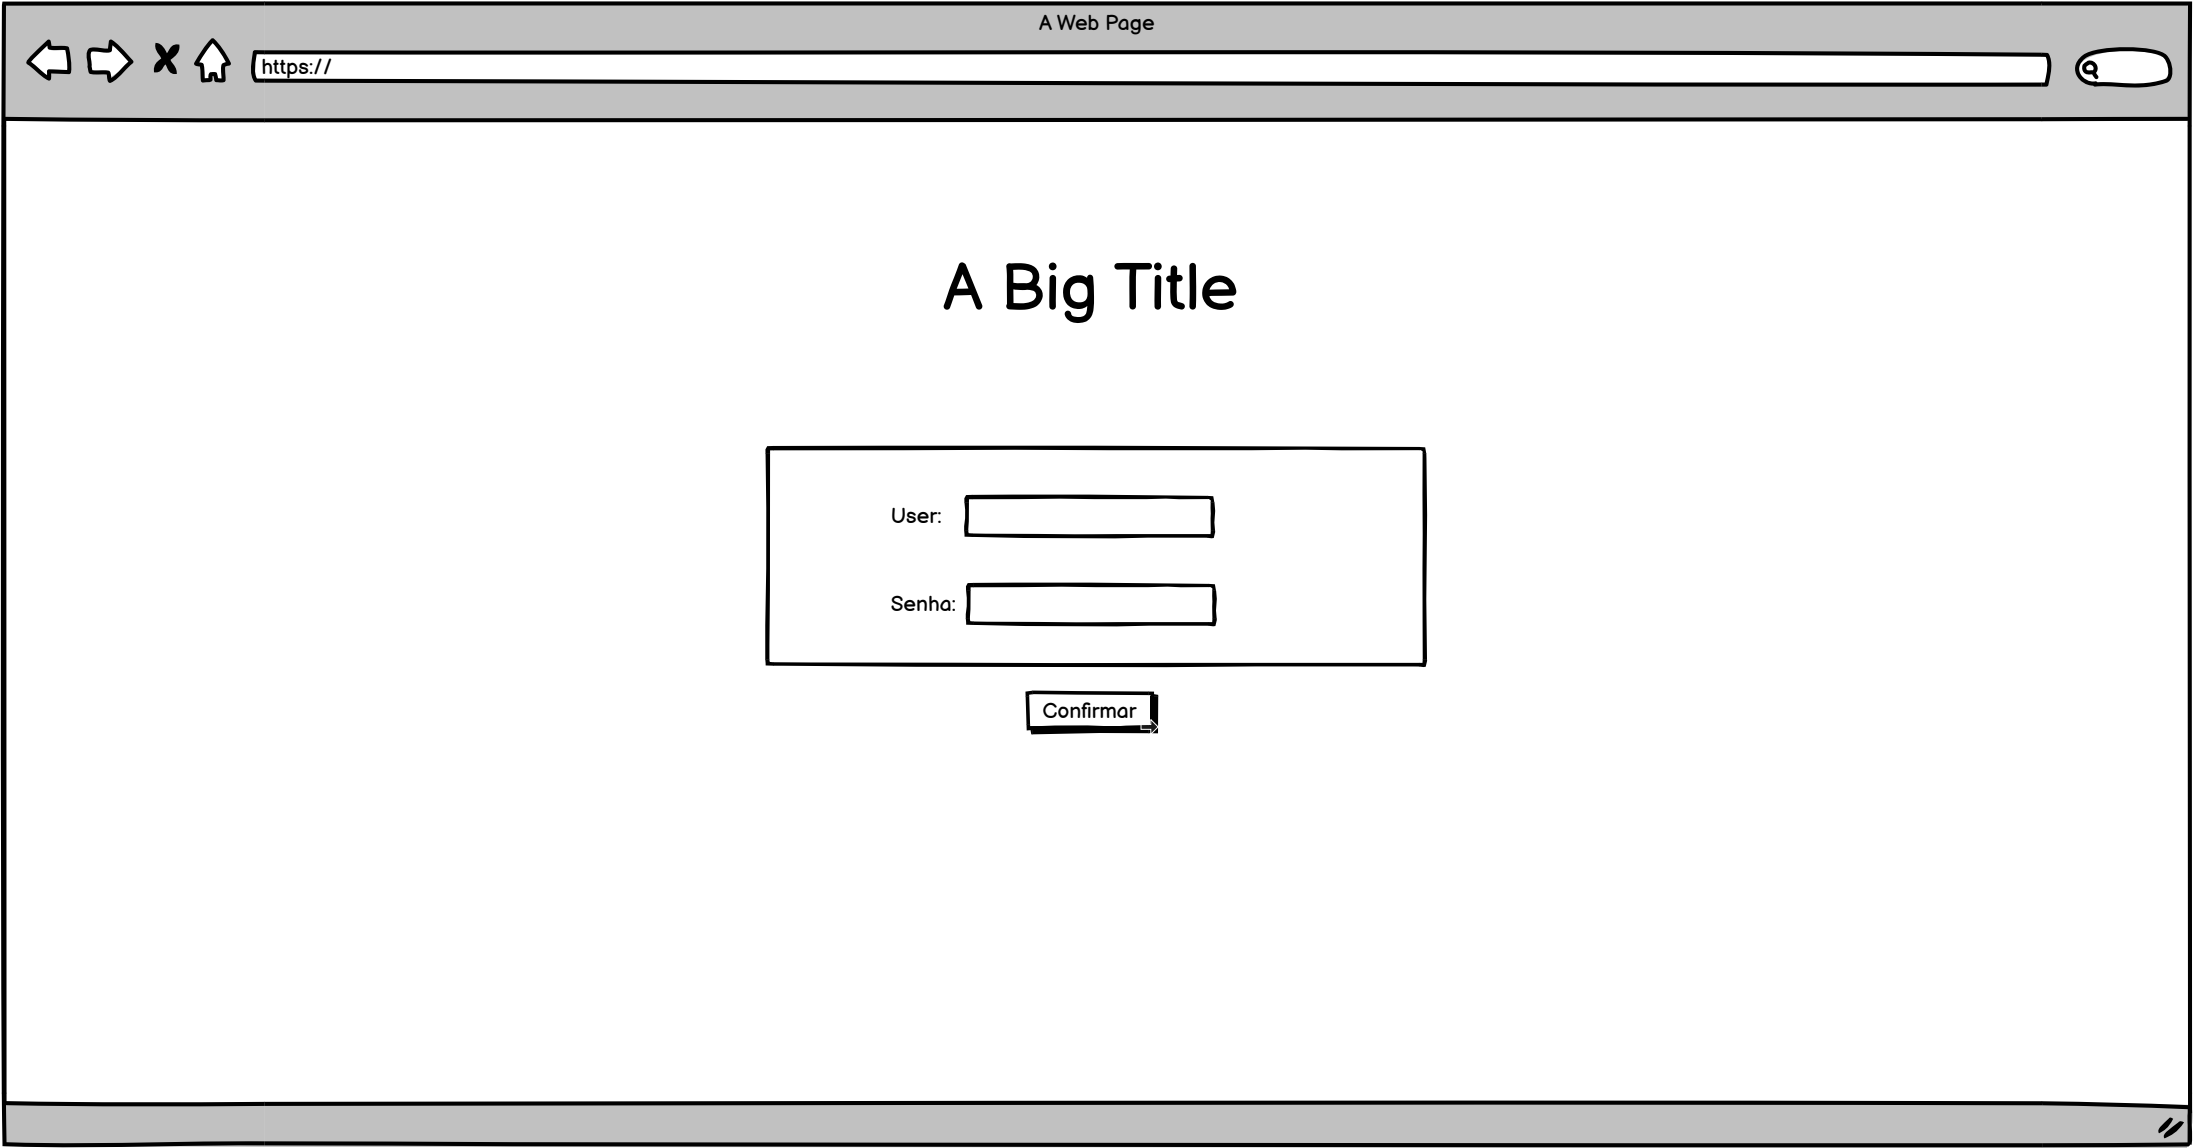 A Web Page
https://
A Big Title
User:
Senha:
Confirmar